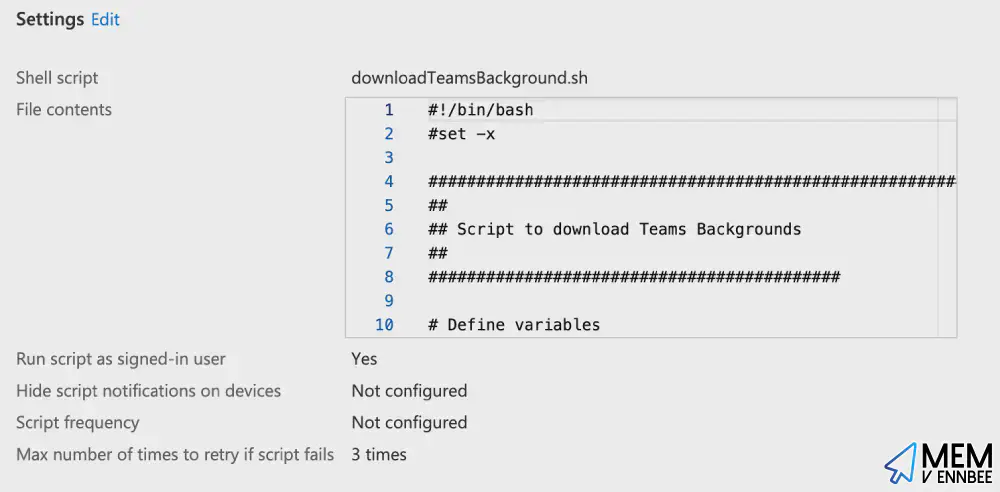 Settings Edit
Shell script downloadTeamsBackground.sh
File contents
1 #!/bin/bash
2 #set -x
3
4 #######################################################
5 ##
6 ## Script to download Teams Backgrounds
7 ##
8 ###########################################
9
10 # Define variables
Run script as signed-in user Yes
Hide script notifications on devices Not configured
Script frequency Not configured
Max number of times to retry if script fails 3 times
MEM
V ENNBEE